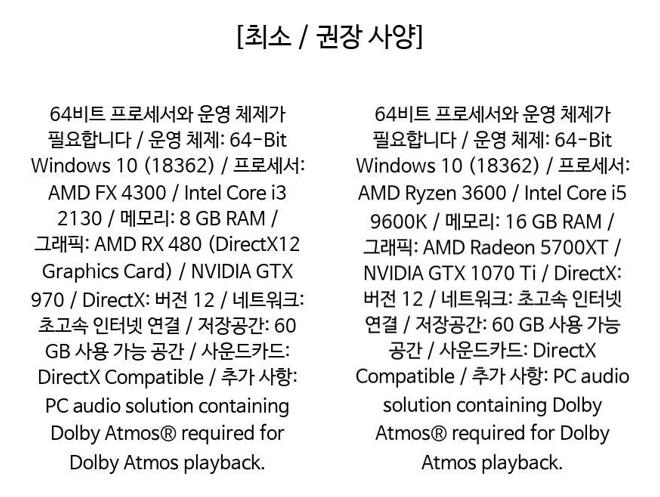 [최소 / 권장 사양]
64비트 프로세서와 운영 체제가
필요합니다 / 운영 체제: 64-Bit
Windows 10 (18362) / 프로세서:
AMD FX 4300 / Intel Core i3
2130 / 메모리: 8 GB RAM /
그래픽: AMD RX 480 (DirectX12
Graphics Card) / NVIDIA GTX
970 / DirectX: 버전 12 / 네트워크:
초고속 인터넷 연결 / 저장공간: 60
GB 사용 가능 공간 / 사운드카드:
DirectX Compatible / 추가 사항:
PC audio solution containing
Dolby Atmos® required for
Dolby Atmos playback.
64비트 프로세서와 운영 체제가
필요합니다 / 운영 체제: 64-Bit
Windows 10 (18362) / 프로세서:
AMD Ryzen 3600 / Intel Core i5
9600K / 메모리: 16 GB RAM /
그래픽: AMD Radeon 5700XT /
NVIDIA GTX 1070 Ti / DirectX:
버전 12 / 네트워크: 초고속 인터넷
연결 / 저장공간: 60 GB 사용 가능
공간 / 사운드카드: DirectX
Compatible / 추가 사항: PC audio
solution containing Dolby
Atmos® required for Dolby
Atmos playback.